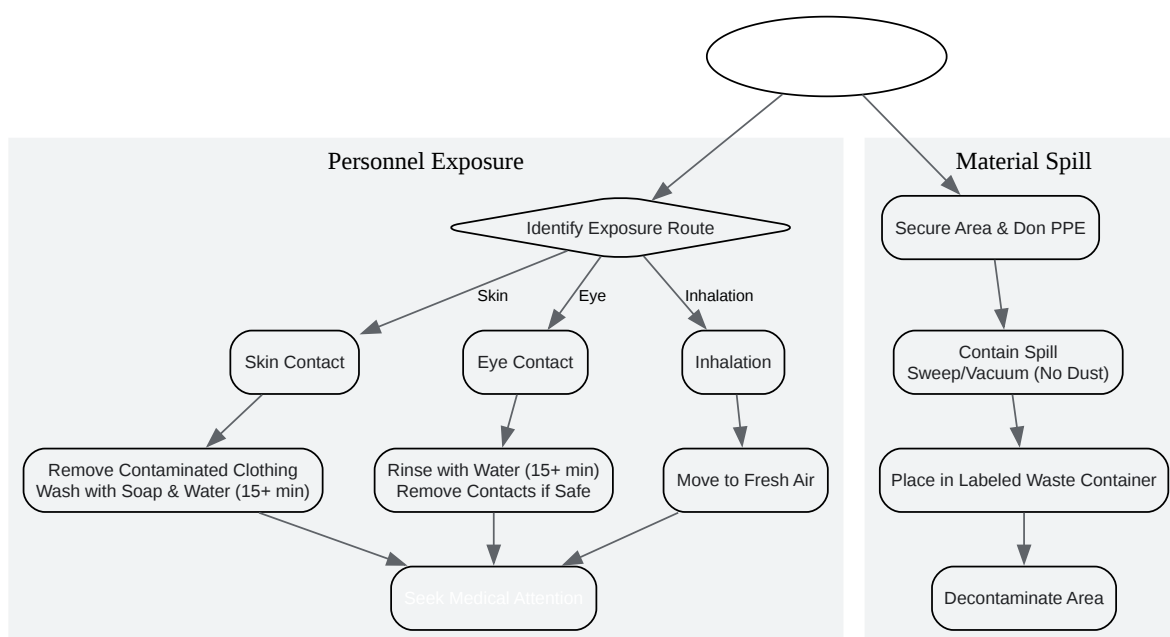 Personnel Exposure
Material Spill
Identify Exposure Route
Secure Area & Don PPE
Skin
Eye
Inhalation
Skin Contact
Eye Contact
Inhalation
Contain Spill
Sweep/Vacuum (No Dust)
Remove Contaminated Clothing
Wash with Soap & Water (15+ min)
Rinse with Water (15+ min)
Remove Contacts if Safe
Move to Fresh Air
Place in Labeled Waste Container
Seek Medical Attention
Decontaminate Area